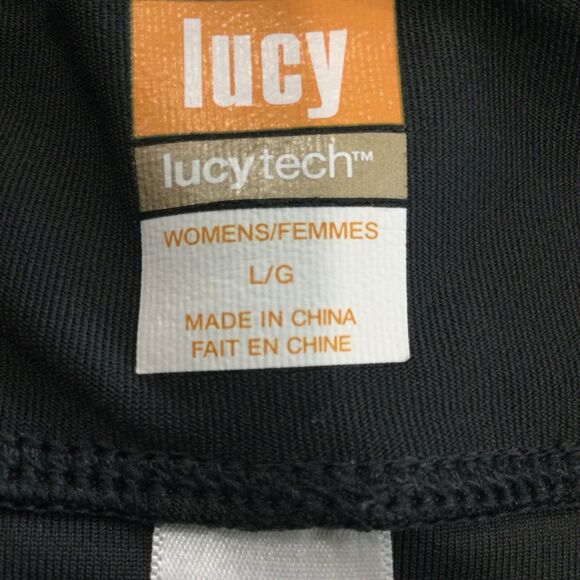 lucy
lucytech™
WOMENS/FEMMES
L/G
MADE IN CHINA
FAIT EN CHINE